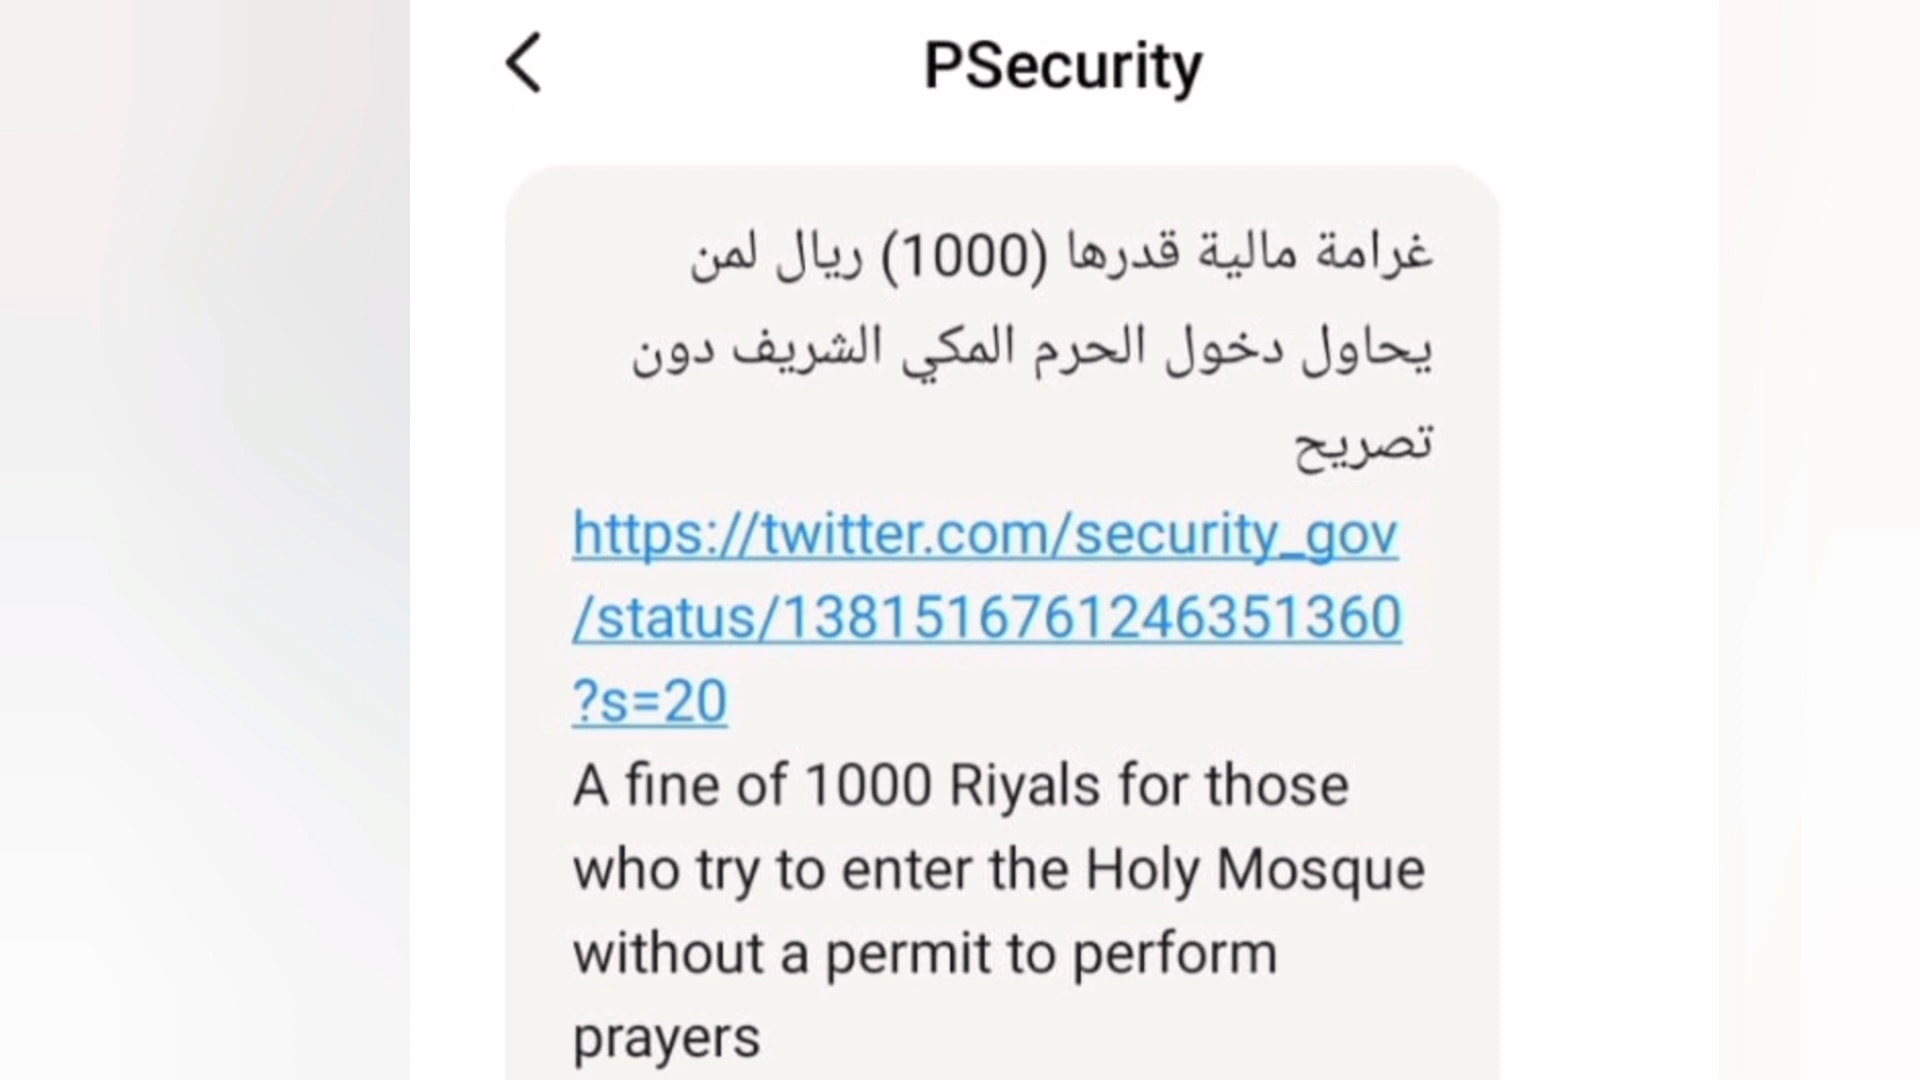 PSecurity
غرامة مالية قدرها (1000) ريال لمن
يحاول دخول الحرم المكي الشريف دون
تصريح
https://twitter.com/security_gov
/status/1381516761246351360
?s=20
A fine of 1000 Riyals for those
who try to enter the Holy Mosque
without a permit to perform
prayers